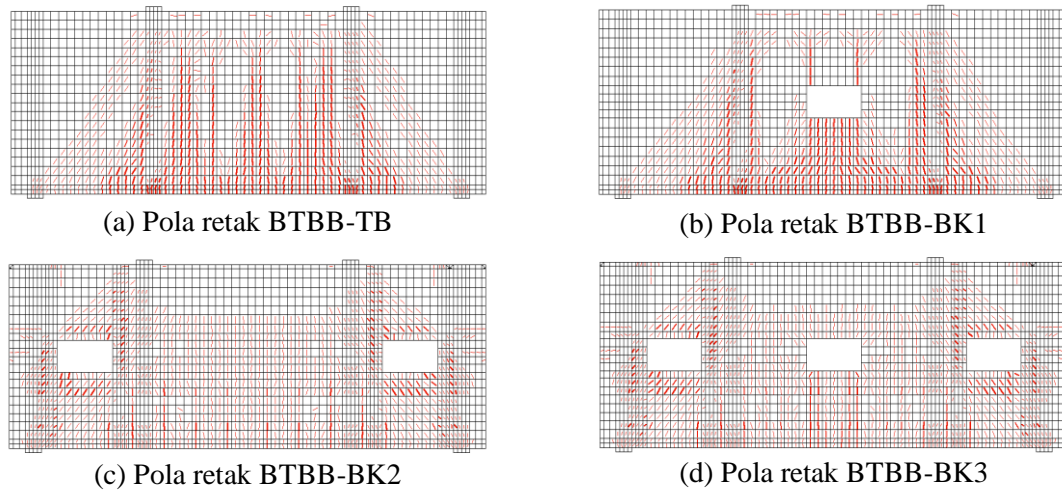 (a) Pola retak BTBB-TB
(b) Pola retak BTBB-BK1
(c) Pola retak BTBB-BK2
(d) Pola retak BTBB-BK3